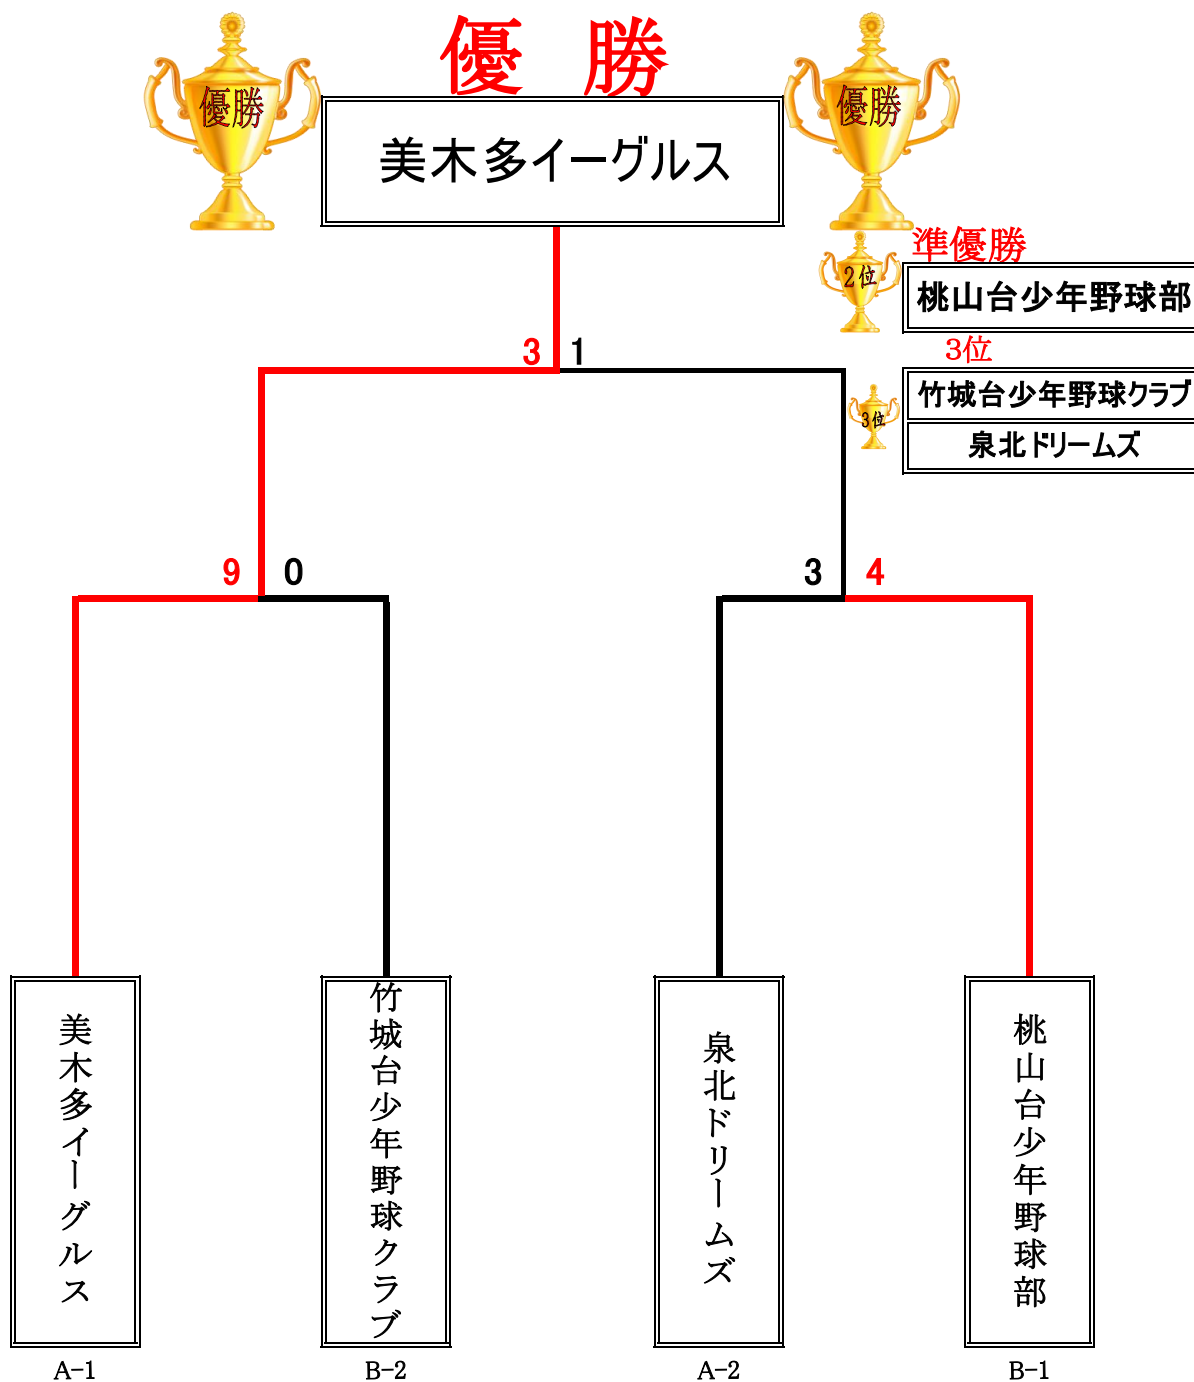 優　勝
優勝
優勝
美木多イーグルス
準優勝
2位
桃山台少年野球部
3位
3位
竹城台少年野球クラブ
泉北ドリームズ
3 1
9 0
3 4
美木多イーグルス
竹城台少年野球クラブ
泉北ドリームズ
桃山台少年野球部
A-1
B-2
A-2
B-1